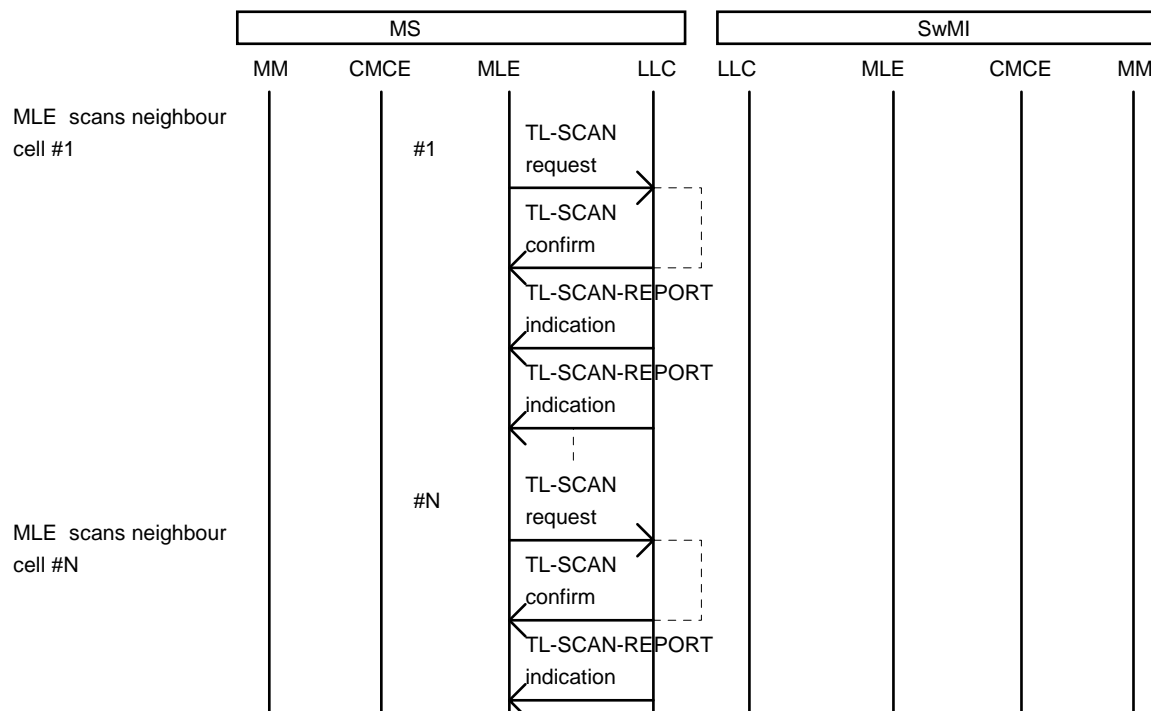 MS SwMI
MM CMCE MLE LLC LLC MLE CMCE MM
MLE scans neighbour
cell #1
#1
TL-SCAN
request
TL-SCAN
confirm
TL-SCAN-REPORT
indication
TL-SCAN-REPORT
indication
#N
TL-SCAN
request
MLE scans neighbour
cell #N
TL-SCAN
confirm
TL-SCAN-REPORT
indication